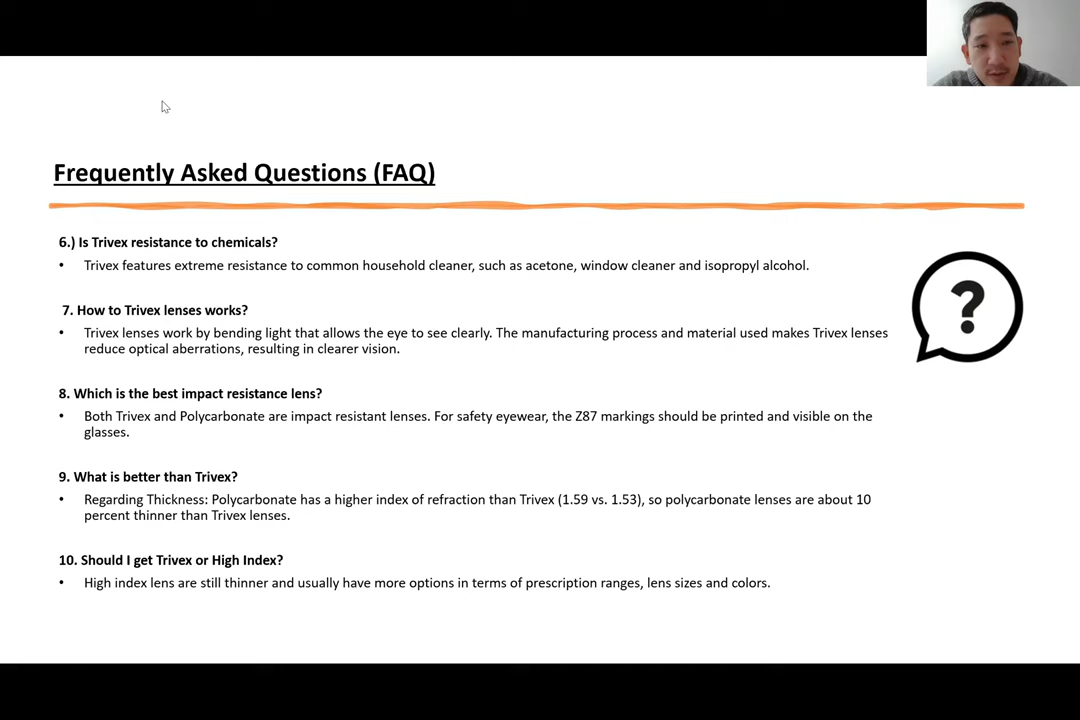 Frequently Asked Questions (FAQ)
6.) Is Trivex resistance to chemicals?
• Trivex features extreme resistance to common household cleaner, such as acetone, window cleaner and isopropyl alcohol.
7. How to Trivex lenses works?
• Trivex lenses work by bending light that allows the eye to see clearly. The manufacturing process and material used makes Trivex lenses
reduce optical aberrations, resulting in clearer vision.
8. Which is the best impact resistance lens?
• Both Trivex and Polycarbonate are impact resistant lenses. For safety eyewear, the Z87 markings should be printed and visible on the
glasses.
9. What is better than Trivex?
• Regarding Thickness: Polycarbonate has a higher index of refraction than Trivex (1.59 vs. 1.53), so polycarbonate lenses are about 10
percent thinner than Trivex lenses.
10. Should I get Trivex or High Index?
• High index lens are still thinner and usually have more options in terms of prescription ranges, lens sizes and colors.
?